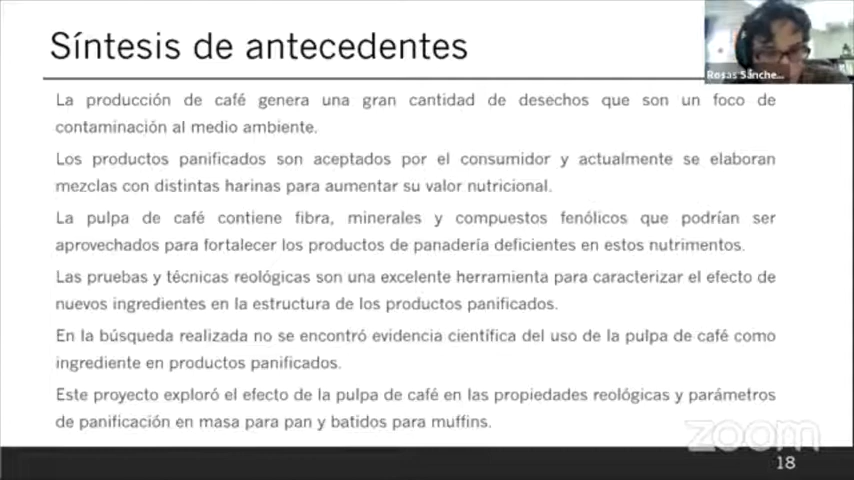 Síntesis de antecedentes
Rosas Sánche...
La producción de café genera una gran cantidad de desechos que son un foco de
contaminación al medio ambiente.
Los productos panificados son aceptados por el consumidor y actualmente se elaboran
mezclas con distintas harinas para aumentar su valor nutricional.
La pulpa de café contiene fibra, minerales y compuestos fenólicos que podrían ser
aprovechados para fortalecer los productos de panadería deficientes en estos nutrimentos.
Las pruebas y técnicas reológicas son una excelente herramienta para caracterizar el efecto de
nuevos ingredientes en la estructura de los productos panificados.
En la búsqueda realizada no se encontró evidencia científica del uso de la pulpa de café como
ingrediente en productos panificados.
Este proyecto exploró el efecto de la pulpa de café en las propiedades reológicas y parámetros
de panificación en masa para pan y batidos para muffins.
zoom
18